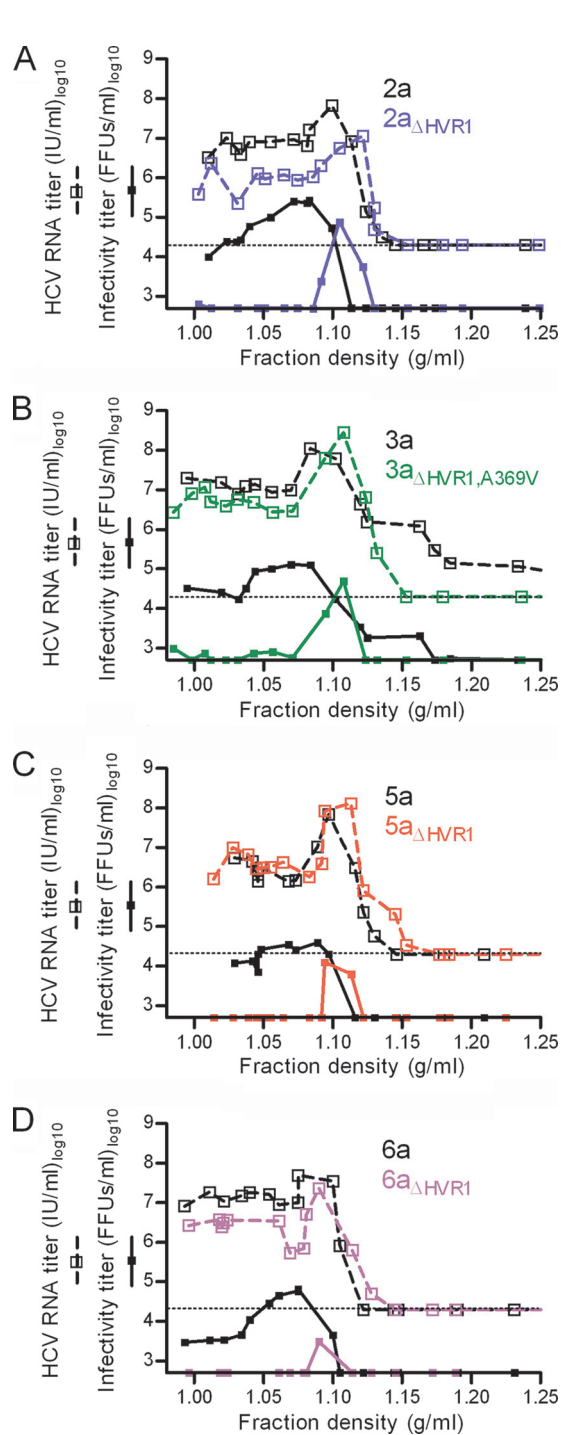 A
HCV RNA titer (IU/ml)log10
Infectivity titer (FFUs/ml)log10
9
8
7
6
5
4
3
2a
2aΔHVR1
1.00 1.05 1.10 1.15 1.20 1.25
Fraction density (g/ml)
B
HCV RNA titer (IU/ml)log10
Infectivity titer (FFUs/ml)log10
9
8
7
6
5
4
3
3a
3aΔHVR1,A369V
1.00 1.05 1.10 1.15 1.20 1.25
Fraction density (g/ml)
C
HCV RNA titer (IU/ml)log10
Infectivity titer (FFUs/ml)log10
9
8
7
6
5
4
3
5a
5aΔHVR1
1.00 1.05 1.10 1.15 1.20 1.25
Fraction density (g/ml)
D
HCV RNA titer (IU/ml)log10
Infectivity titer (FFUs/ml)log10
9
8
7
6
5
4
3
6a
6aΔHVR1
1.00 1.05 1.10 1.15 1.20 1.25
Fraction density (g/ml)